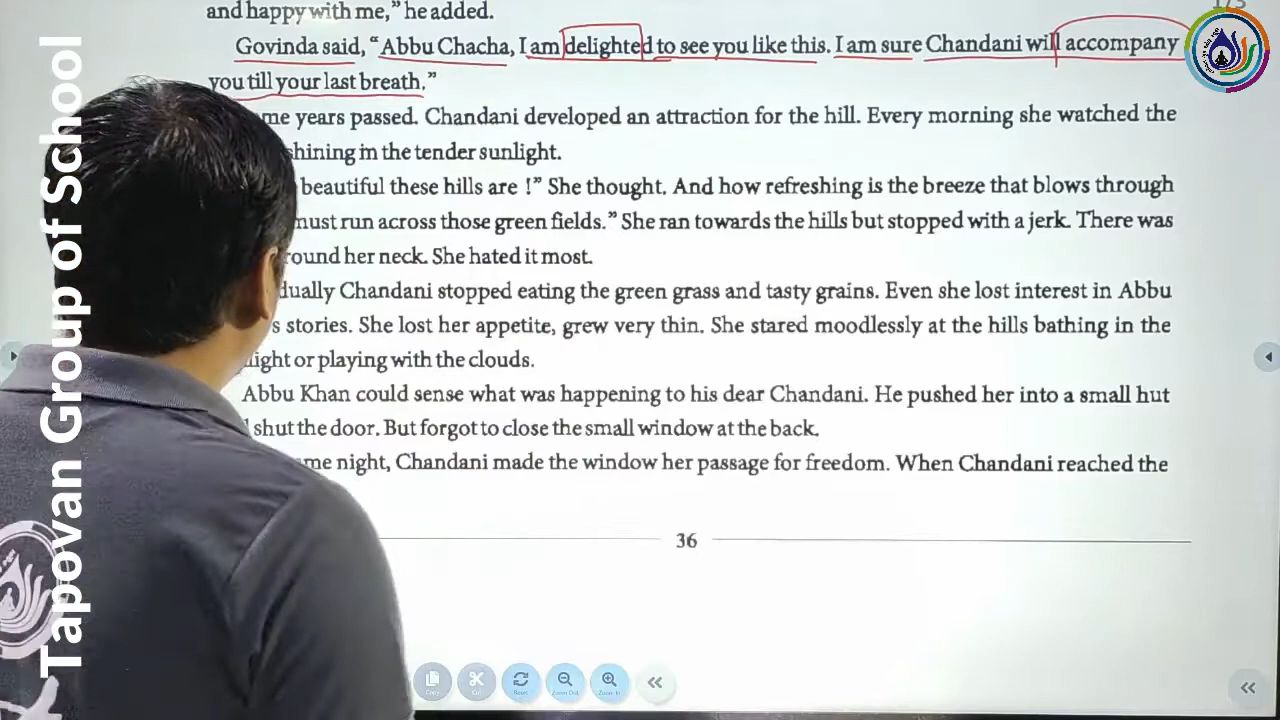 and happy with me,” he added.
Govinda said, “Abbu Chacha, I am delighted to see you like this. I am sure Chandani will accompany
you till your last breath.”
me years passed. Chandani developed an attraction for the hill. Every morning she watched the
shining in the tender sunlight.
beautiful these hills are !” She thought. And how refreshing is the breeze that blows through
must run across those green fields.” She ran towards the hills but stopped with a jerk. There was
round her neck. She hated it most.
dually Chandani stopped eating the green grass and tasty grains. Even she lost interest in Abbu
s stories. She lost her appetite, grew very thin. She stared moodlessly at the hills bathing in the
light or playing with the clouds.
Abbu Khan could sense what was happening to his dear Chandani. He pushed her into a small hut
shut the door. But forgot to close the small window at the back.
me night, Chandani made the window her passage for freedom. When Chandani reached the
36
Copy
Cut
Reset
Zoom Out
Zoom In
Tapovan Group of School